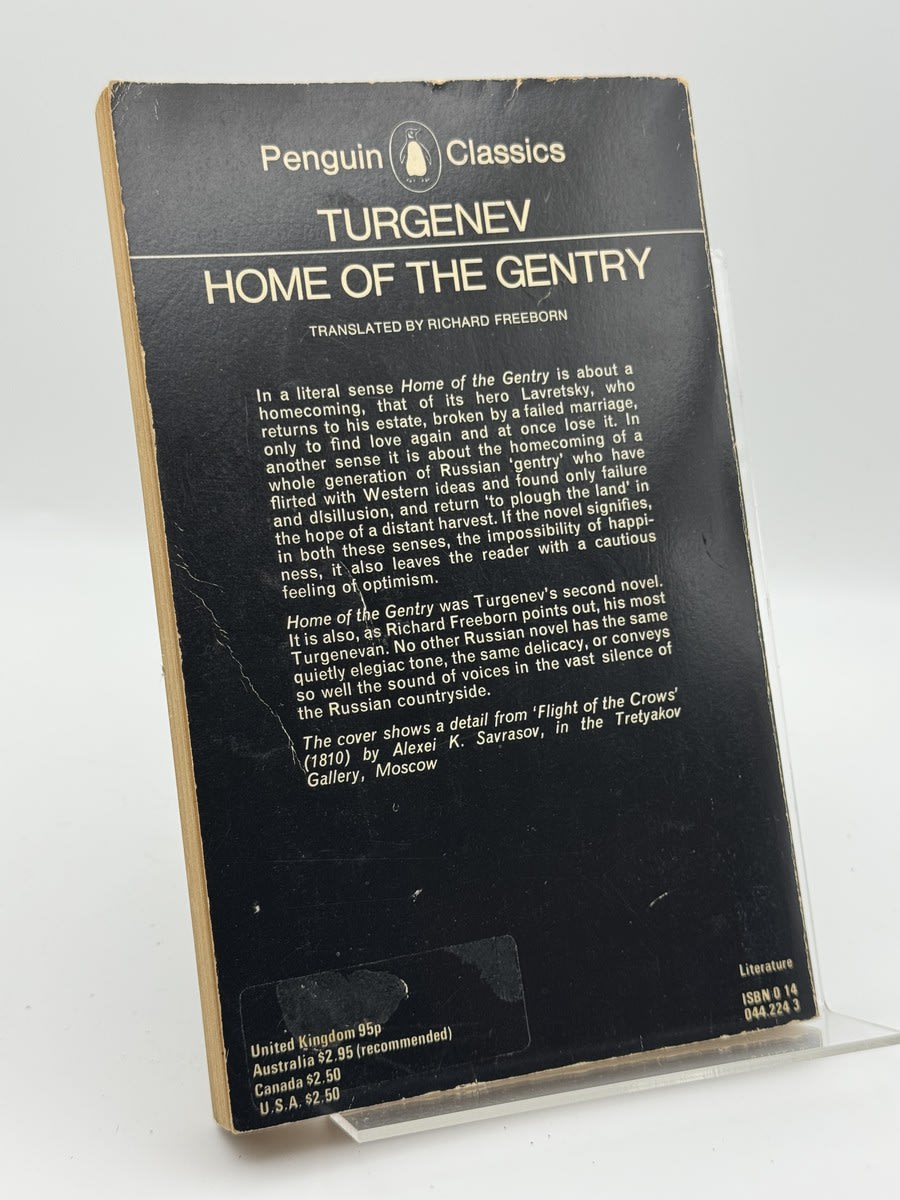 Penguin Classics
TURGENEV
HOME OF THE GENTRY
TRANSLATED BY RICHARD FREEBORN
In a literal sense Home of the Gentry is about a
homecoming, that of its hero Lavretsky, who
returns to his estate, broken by a failed marriage,
only to find love again and at once lose it. In
another sense it is about the homecoming of a
whole generation of Russian 'gentry' who have
flirted with Western ideas and found only failure
and disillusion, and return 'to plough the land' in
the hope of a distant harvest. If the novel signifies,
in both these senses, the impossibility of happi-
ness, it also leaves the reader with a cautious
feeling of optimism.
Home of the Gentry was Turgenev's second novel.
It is also, as Richard Freeborn points out, his most
Turgenevan. No other Russian novel has the same
quietly elegiac tone, the same delicacy, or conveys
so well the sound of voices in the vast silence of
the Russian countryside.
The cover shows a detail from 'Flight of the Crows'
(1810) by Alexei K. Savrasov, in the Tretyakov
Gallery, Moscow
United Kingdom 95p
Australia $2.95 (recommended)
Canada $2.50
U.S.A. $2.50
Literature
ISBN 0 14
044.224 3